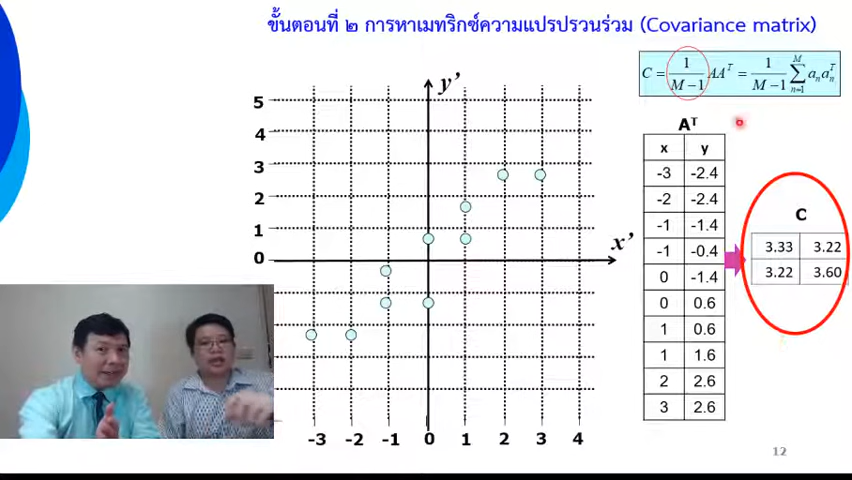 ขั้นตอนที่ ๒ การหาเมทริกซ์ความแปรปรวนร่วม (Covariance matrix)
C = 1/(M−1) AA^T = 1/(M−1) ∑_{n=1}^{M} a_n a_n^T
y'
5
4
3
2
1
0
x'
-3 -2 -1 0 1 2 3 4
A^T
x y
-3 -2.4
-2 -2.4
-1 -1.4
-1 -0.4
0 -1.4
0 0.6
1 0.6
1 1.6
2 2.6
3 2.6
C
3.33 3.22
3.22 3.60
12